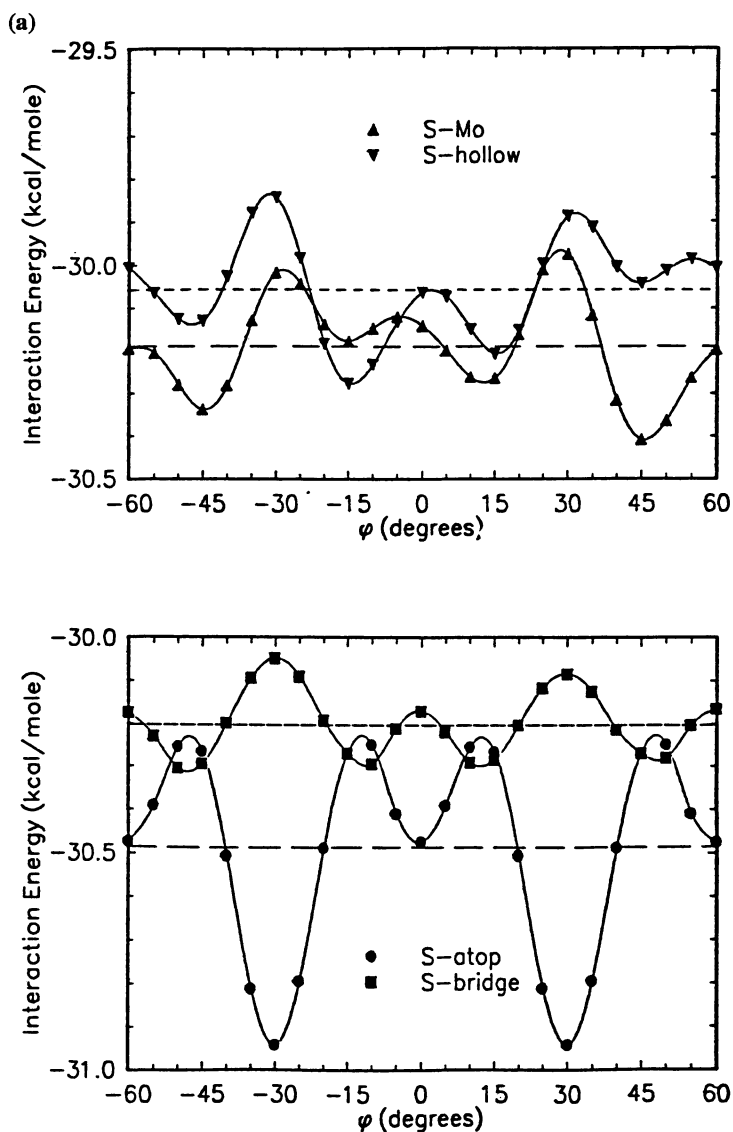 (a)
Interaction Energy (kcal/mole)
−29.5
−30.0
−30.5
S−Mo
S−hollow
−60 −45 −30 −15 0 15 30 45 60
φ (degrees)
Interaction Energy (kcal/mole)
−30.0
−30.5
−31.0
S−atop
S−bridge
−60 −45 −30 −15 0 15 30 45 60
φ (degrees)